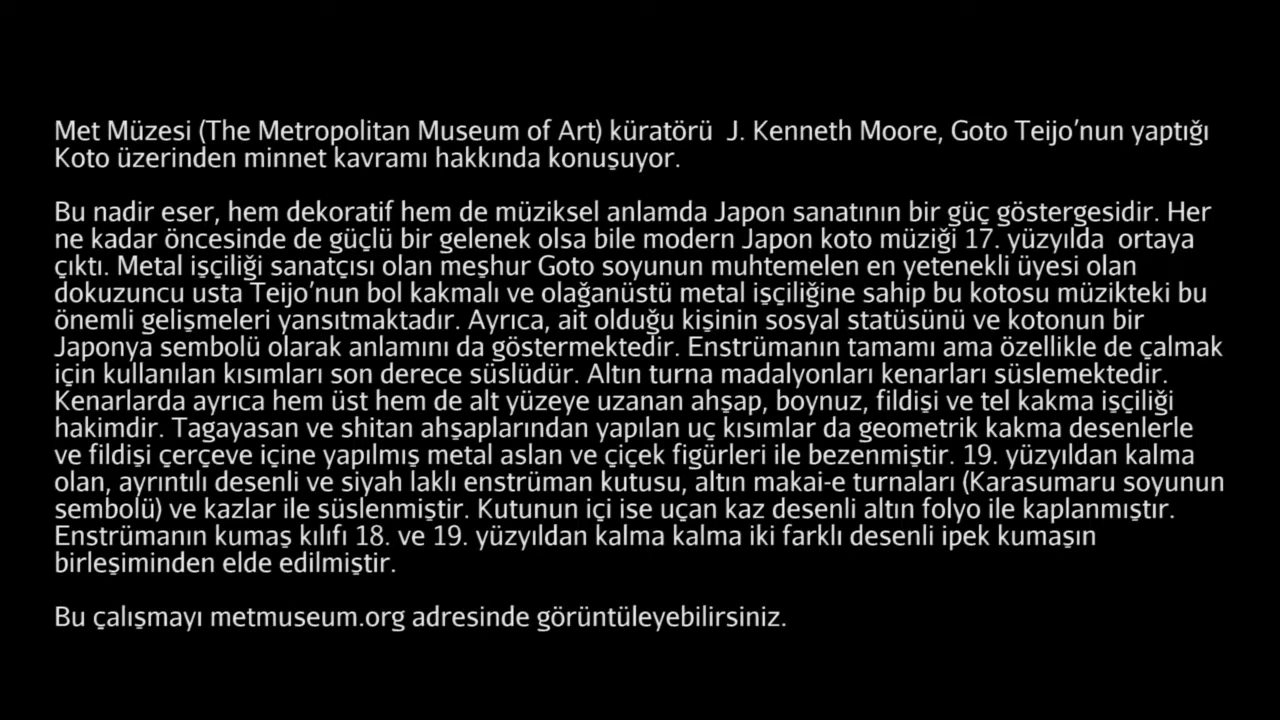 Met Müzesi (The Metropolitan Museum of Art) küratörü  J. Kenneth Moore, Goto Teijo’nun yaptığı
Koto üzerinden minnet kavramı hakkında konuşuyor.
Bu nadir eser, hem dekoratif hem de müziksel anlamda Japon sanatının bir güç göstergesidir. Her
ne kadar öncesinde de güçlü bir gelenek olsa bile modern Japon koto müziği 17. yüzyılda  ortaya
çıktı. Metal işçiliği sanatçısı olan meşhur Goto soyunun muhtemelen en yetenekli üyesi olan
dokuzuncu usta Teijo’nun bol kakmalı ve olağanüstü metal işçiliğine sahip bu kotosu müzikteki bu
önemli gelişmeleri yansıtmaktadır. Ayrıca, ait olduğu kişinin sosyal statüsünü ve kotonun bir
Japonya sembolü olarak anlamını da göstermektedir. Enstrümanın tamamı ama özellikle de çalmak
için kullanılan kısımları son derece süslüdür. Altın turna madalyonları kenarları süslemektedir.
Kenarlarda ayrıca hem üst hem de alt yüzeye uzanan ahşap, boynuz, fildişi ve tel kakma işçiliği
hakimdir. Tagayasan ve shitan ahşaplarından yapılan uç kısımlar da geometrik kakma desenlerle
ve fildişi çerçeve içine yapılmış metal aslan ve çiçek figürleri ile bezenmiştir. 19. yüzyıldan kalma
olan, ayrıntılı desenli ve siyah laklı enstrüman kutusu, altın makai-e turnaları (Karasumaru soyunun
sembolü) ve kazlar ile süslenmiştir. Kutunun içi ise uçan kaz desenli altın folyo ile kaplanmıştır.
Enstrümanın kumaş kılıfı 18. ve 19. yüzyıldan kalma kalma iki farklı desenli ipek kumaşın
birleşiminden elde edilmiştir.
Bu çalışmayı metmuseum.org adresinde görüntüleyebilirsiniz.